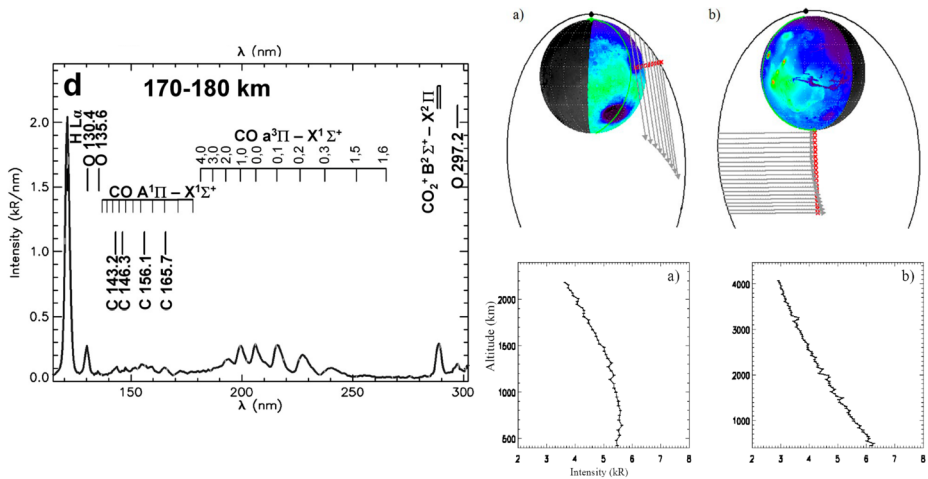 λ (nm)
150 200 250 300
d 170-180 km
H Lα
O 130.4
O 135.6
CO a³Π − X¹Σ⁺
4,0 3,0 2,0 1,0 0,0 0,1 0,2 0,3 1,5 1,6
CO₂⁺ B²Σ⁺ − X²Π
O 297.2
CO A¹Π − X¹Σ⁺
C 143.2
C 146.3
C 156.1
C 165.7
Intensity (kR/nm)
2.0
1.5
1.0
0.5
0.0
150 200 250 300
λ (nm)
a)
b)
a)
Altitude (km)
2000
1500
1000
500
2 3 4 5 6 7 8
Intensity (kR)
b)
4000
3000
2000
1000
2 3 4 5 6 7 8